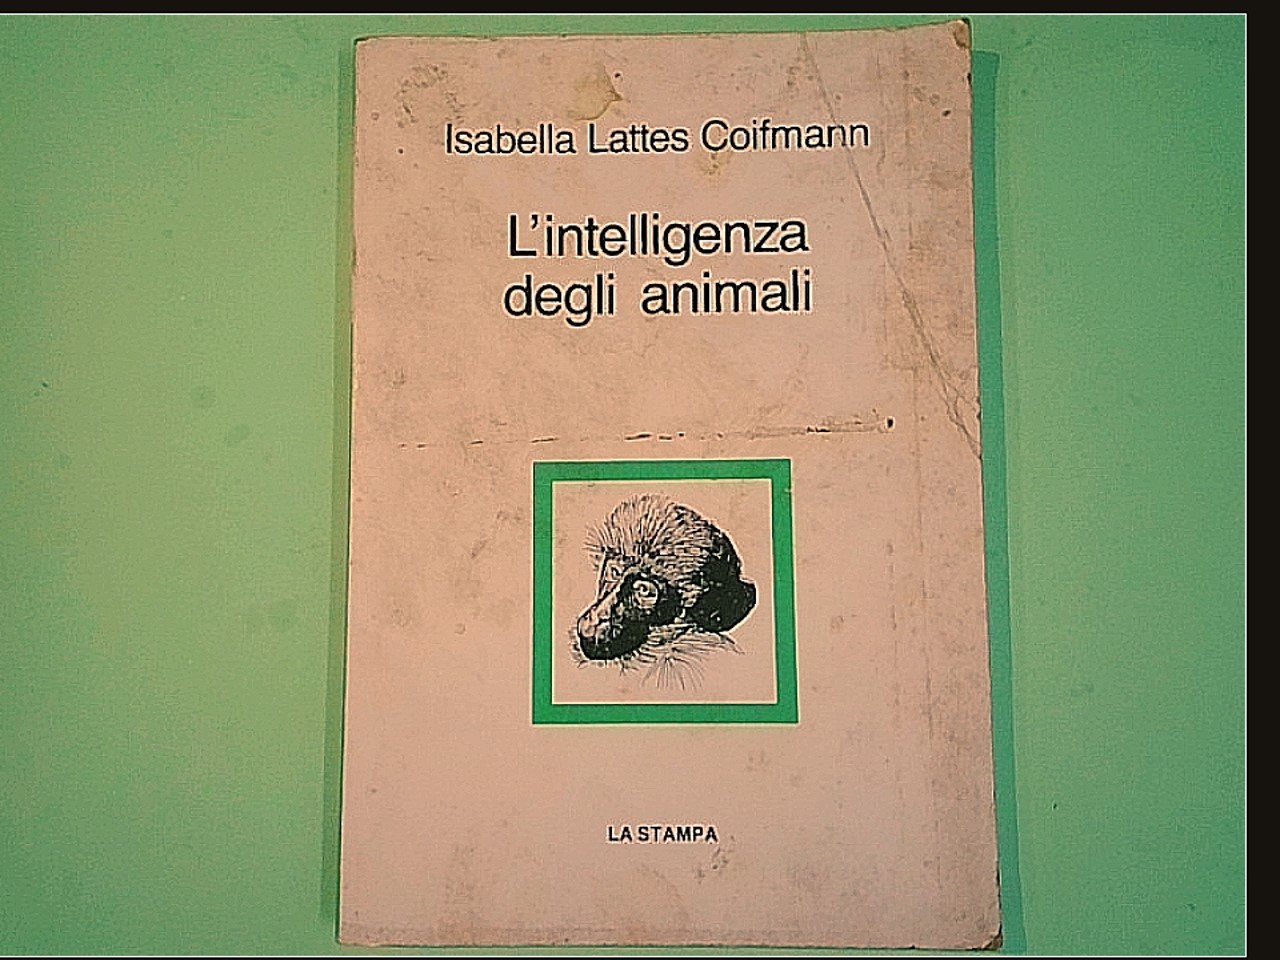 Isabella Lattes Coifmann
L'intelligenza
degli animali
LA STAMPA